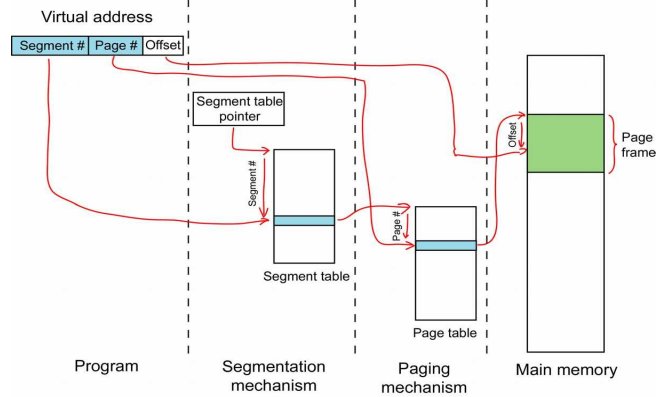 Virtual address
Segment # Page # Offset
Segment table
pointer
Segment #
Segment table
Page #
Page table
Offset
Page
frame
Program
Segmentation
mechanism
Paging
mechanism
Main memory